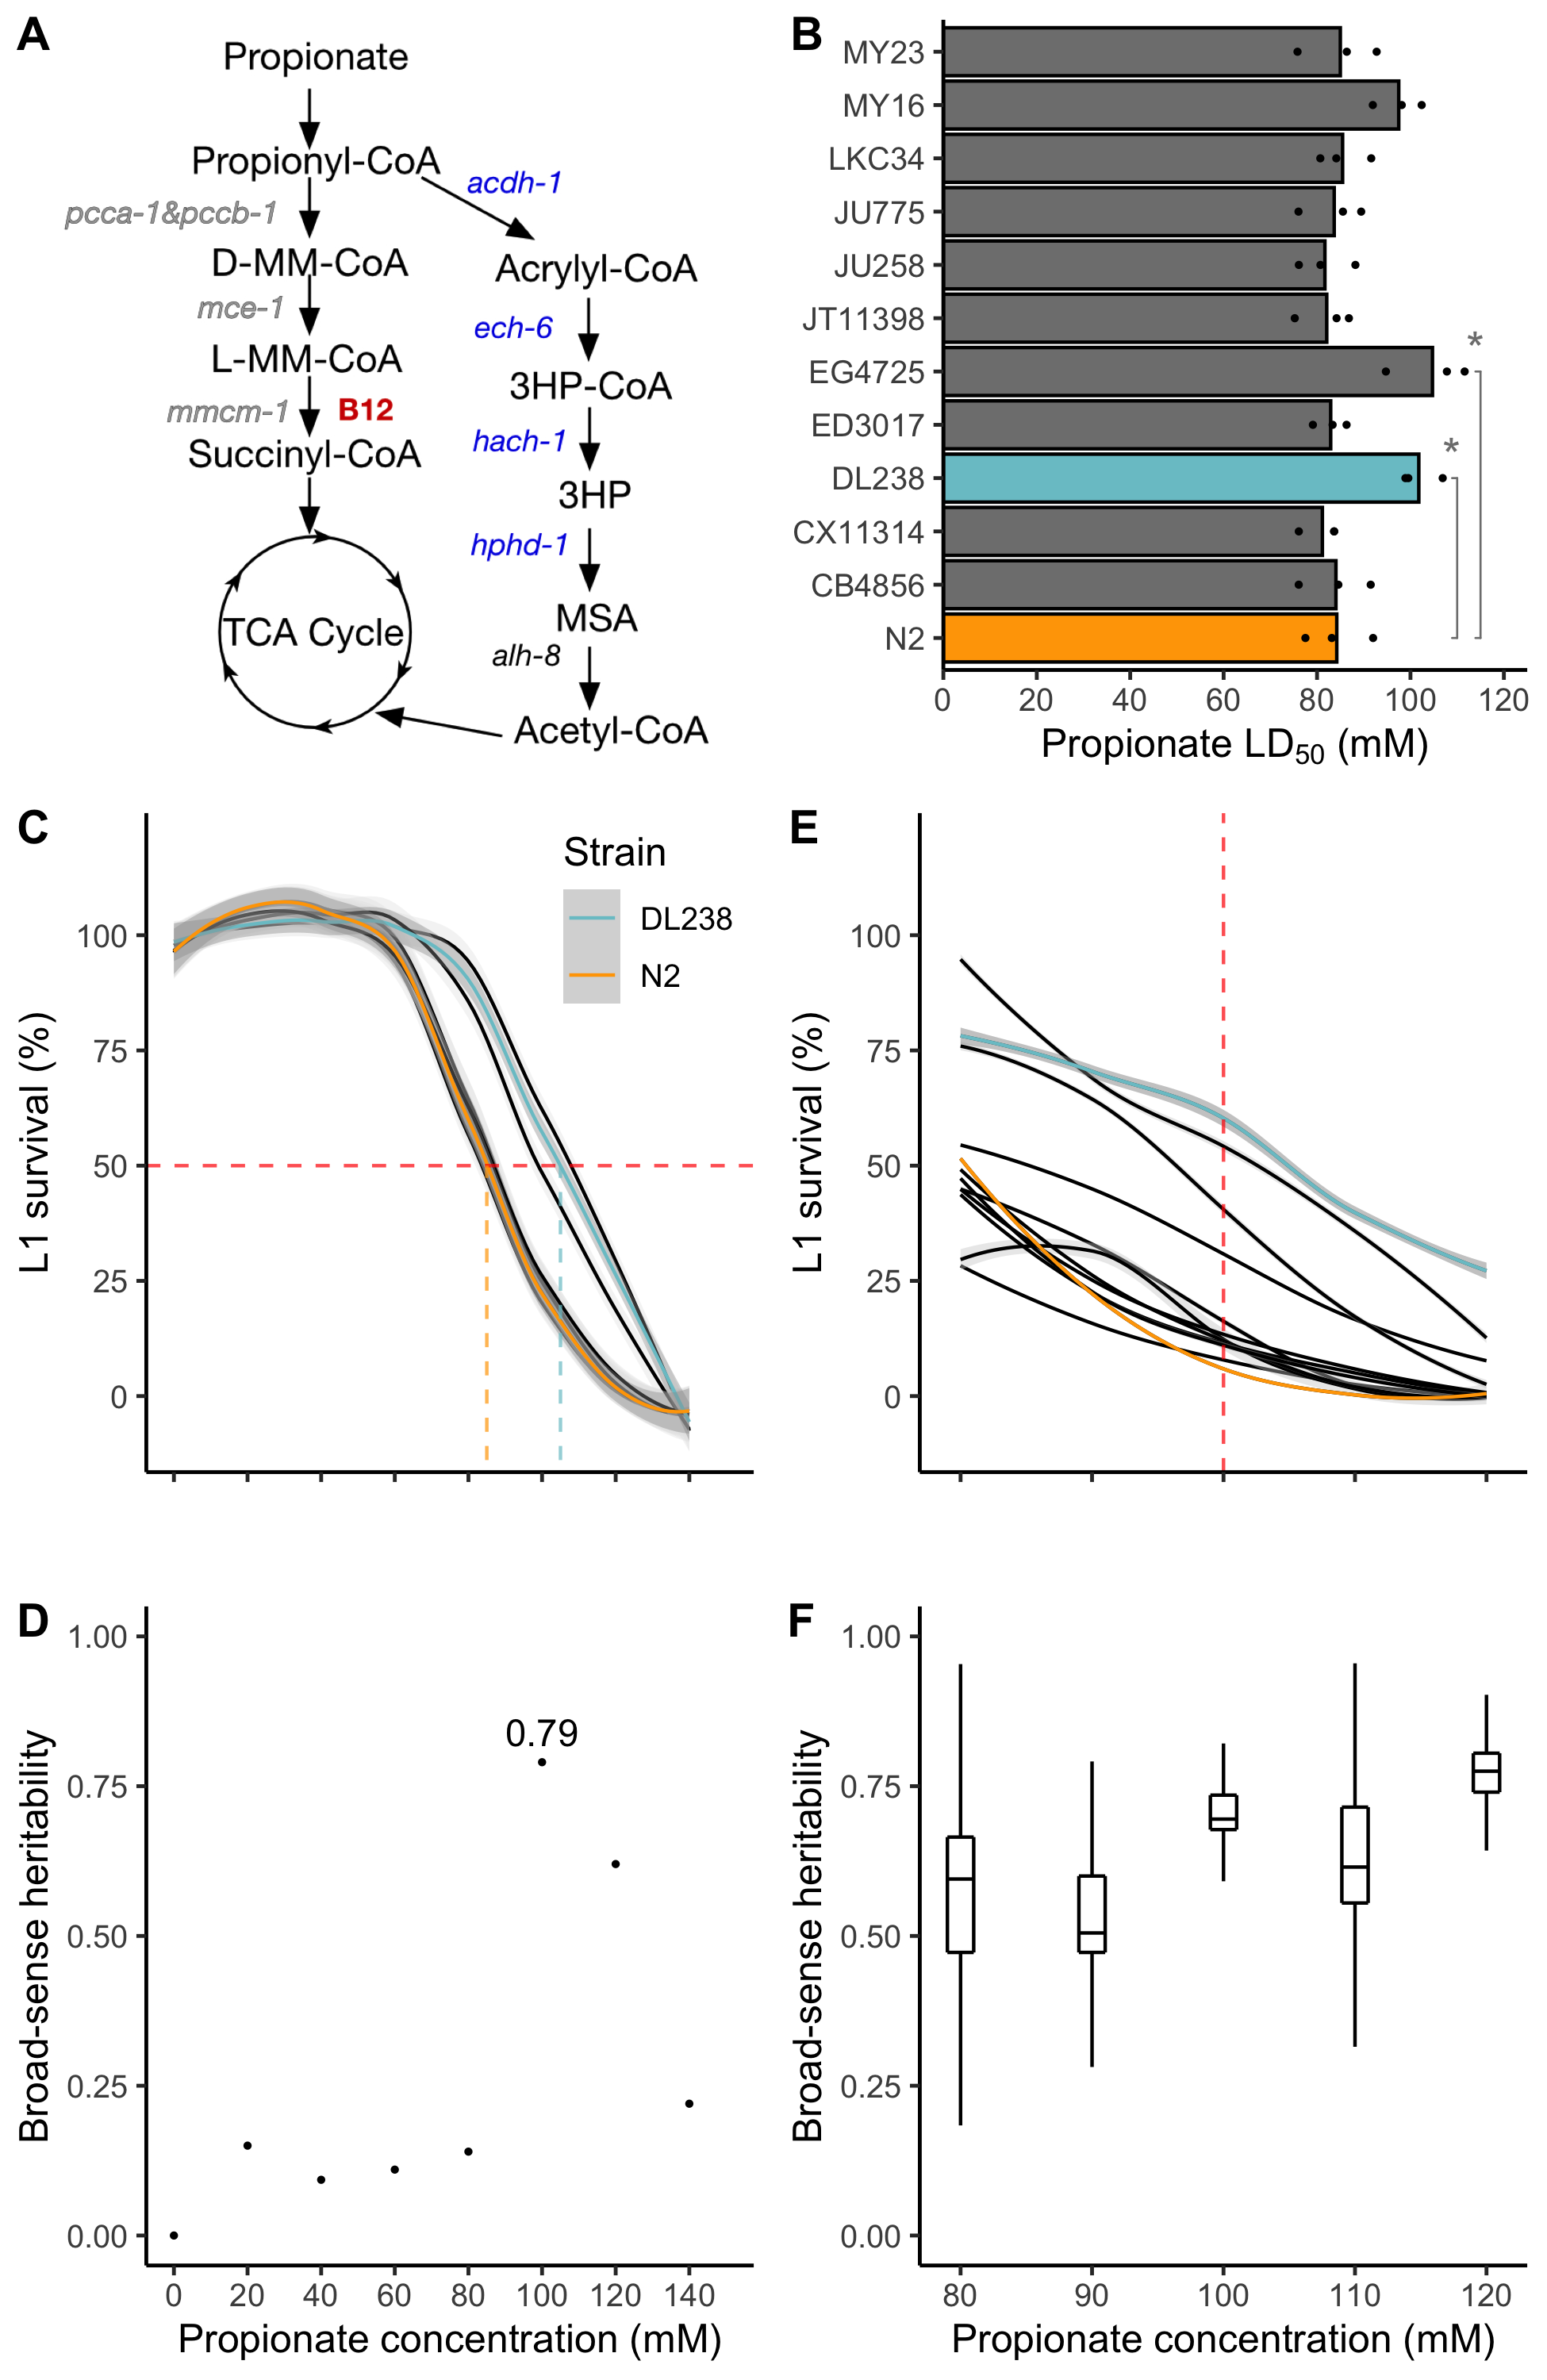 A
Propionate
Propionyl-CoA
acdh-1
pcca-1&pccb-1
D-MM-CoA
Acrylyl-CoA
mce-1
ech-6
L-MM-CoA
3HP-CoA
mmcm-1
B12
hach-1
Succinyl-CoA
3HP
hphd-1
MSA
TCA Cycle
alh-8
Acetyl-CoA
B
MY23
MY16
LKC34
JU775
JU258
JT11398
*
EG4725
ED3017
*
DL238
CX11314
CB4856
N2
0 20 40 60 80 100 120
Propionate LD50 (mM)
C
Strain
DL238
N2
100
75
50
25
0
L1 survival (%)
E
100
75
50
25
0
L1 survival (%)
D
1.00
0.75
0.50
0.25
0.00
0.79
Broad-sense heritability
0 20 40 60 80 100 120 140
Propionate concentration (mM)
F
1.00
0.75
0.50
0.25
0.00
Broad-sense heritability
80 90 100 110 120
Propionate concentration (mM)